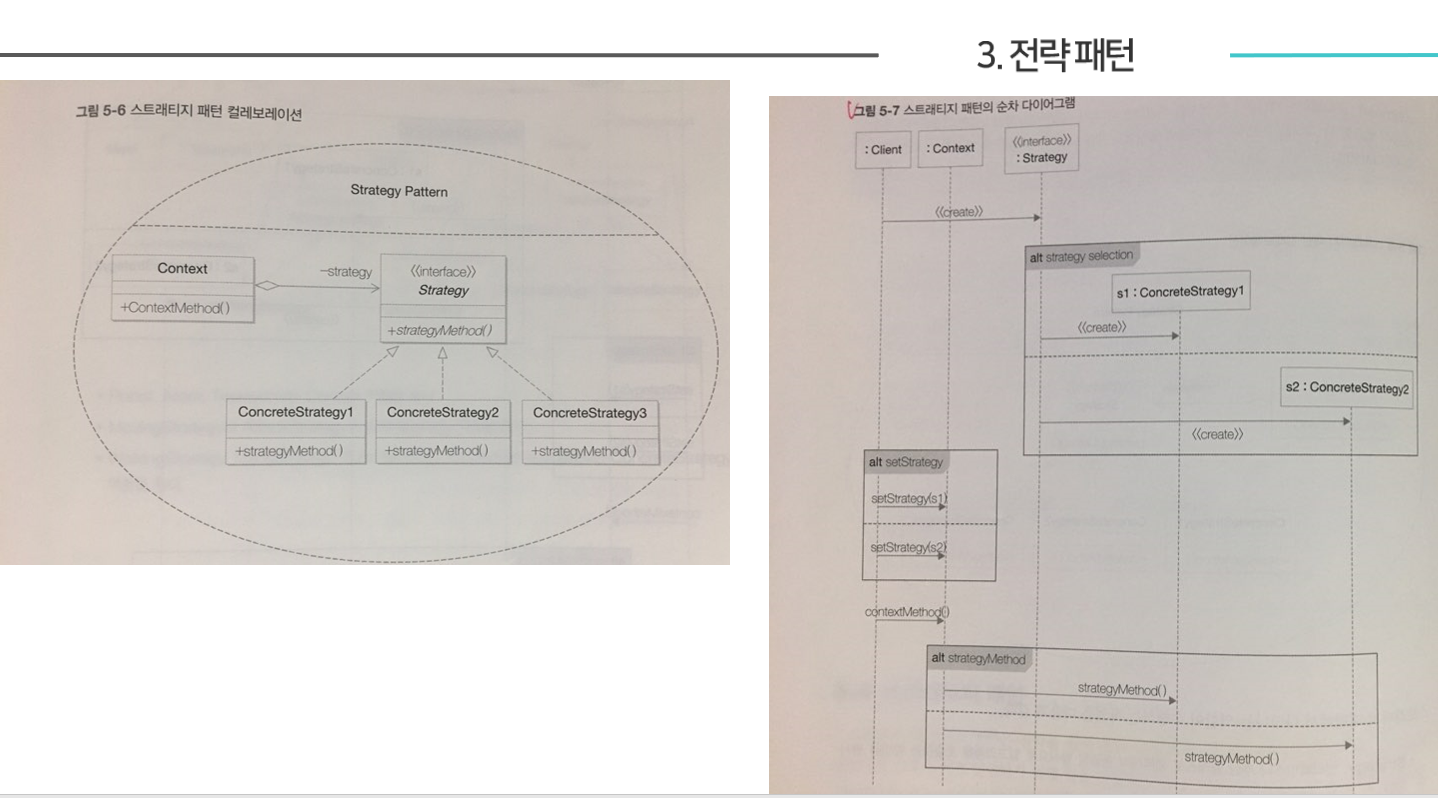 3. 전략 패턴
그림 5-6 스트래티지 패턴 컬레보레이션
Strategy Pattern
Context
+ContextMethod()
−strategy
《interface》
Strategy
+strategyMethod()
ConcreteStrategy1
+strategyMethod()
ConcreteStrategy2
+strategyMethod()
ConcreteStrategy3
+strategyMethod()
그림 5-7 스트래티지 패턴의 순차 다이어그램
: Client
: Context
《interface》
: Strategy
《create》
alt strategy selection
s1 : ConcreteStrategy1
《create》
s2 : ConcreteStrategy2
《create》
alt setStrategy
setStrategy(s1)
setStrategy(s2)
contextMethod()
alt strategyMethod
strategyMethod()
strategyMethod()